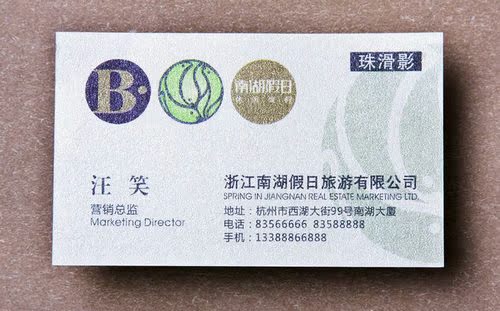 珠滑影
B.
南湖假日
汪 笑
营销总监
Marketing Director
浙江南湖假日旅游有限公司
SPRING IN JIANGNAN REAL ESTATE MARKETING LTD.
地址：杭州市西湖大街99号南湖大厦
电话：83566666 83588888
手机：13388866888